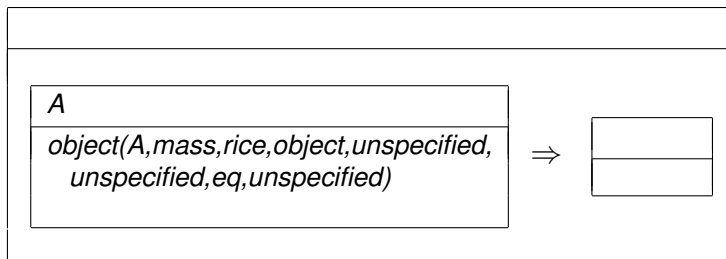 A
object(A,mass,rice,object,unspecified,
unspecified,eq,unspecified)
⇒